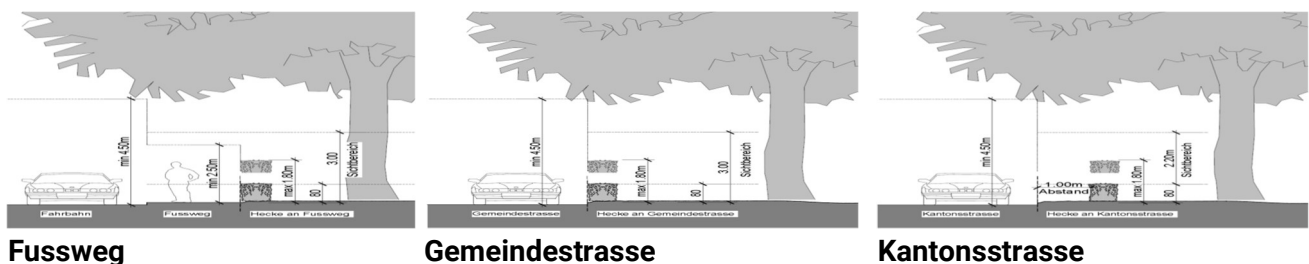 min 4.50m
min 2.50m
max 1.80m
80
3.00
Sichtbereich
Fahrbahn
Fussweg
Hecke an Fussweg
Fussweg
min 4.50m
max 1.80m
80
3.00
Sichtbereich
Gemeindestrasse
Hecke an Gemeindestrasse
Gemeindestrasse
min 4.50m
1.00m
Abstand
max 1.80m
80
2.20m
Sichtbereich
Kantonsstrasse
Hecke an Kantonsstrasse
Kantonsstrasse